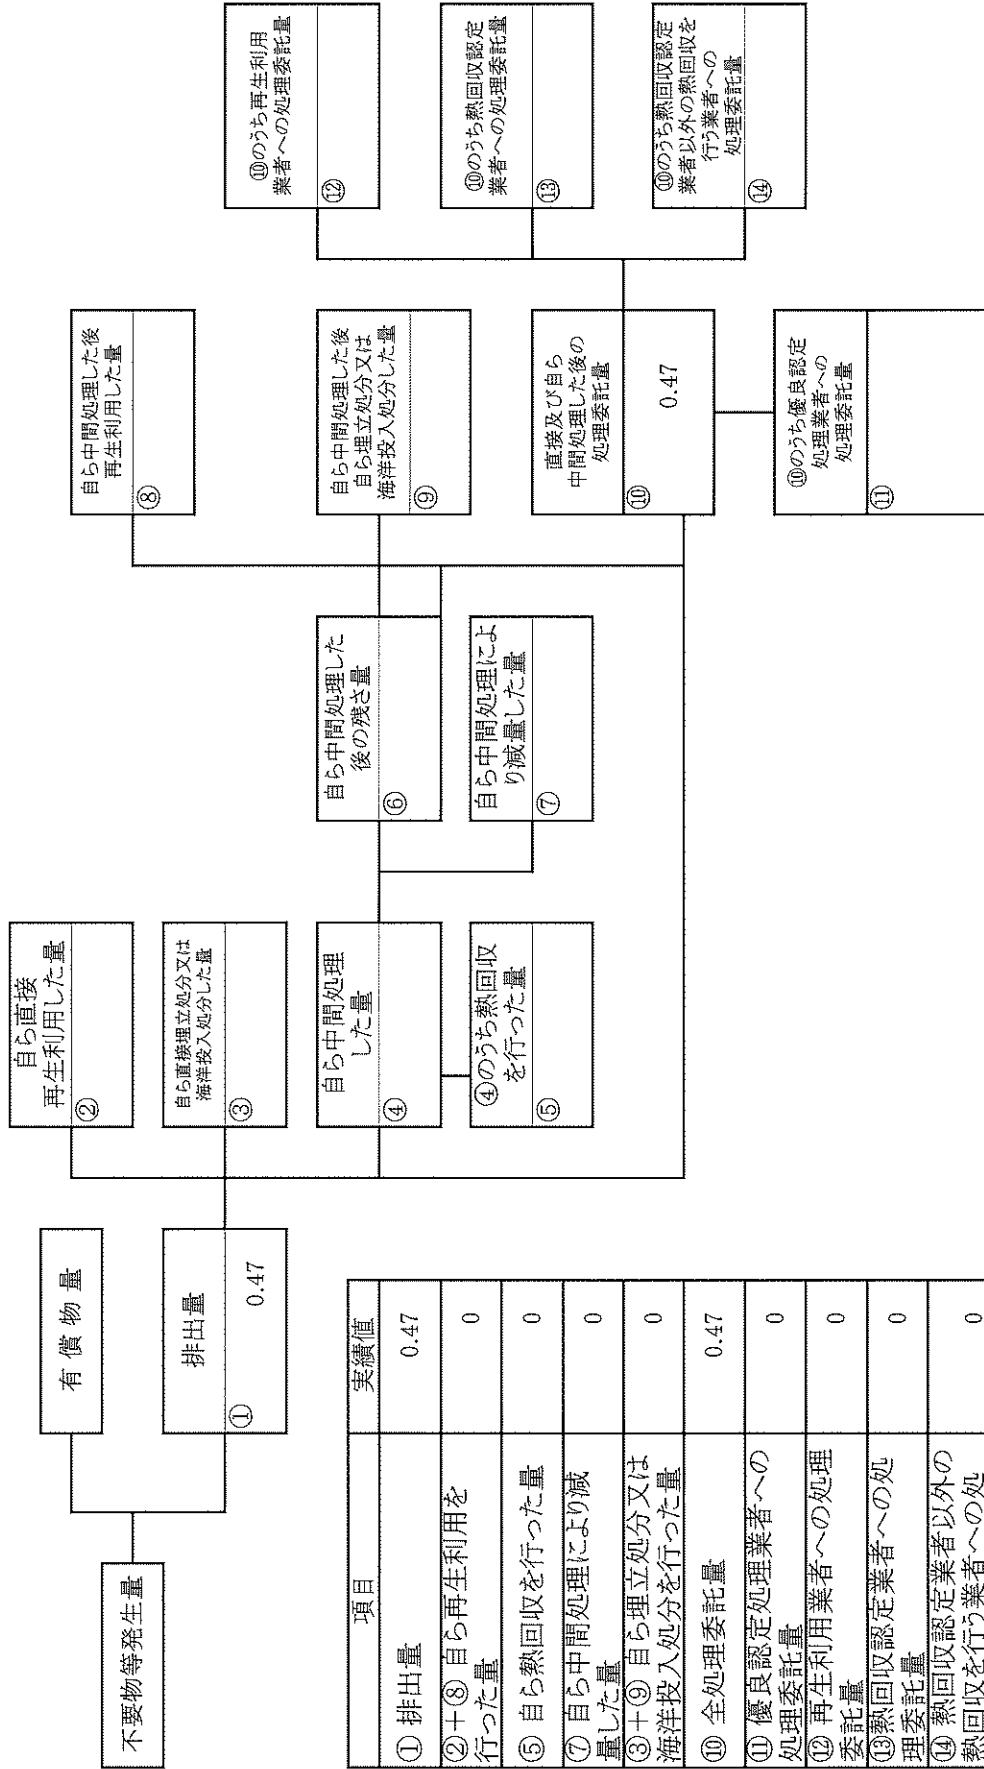 不要物等発生量
有償物量
排出量
①
0.47
自ら直接
再生利用した量
②
自ら直接埋立処分又は
海洋投入処分した量
③
自ら中間処理
した量
④
④のうち熱回収
を行った量
⑤
自ら中間処理した
後の残さ量
⑥
自ら中間処理によ
り減量した量
⑦
自ら中間処理した後
再生利用した量
⑧
自ら中間処理した後
自ら埋立処分又は
海洋投入処分した量
⑨
直接及び自ら
中間処理した後の
処理委託量
⑩
0.47
⑩のうち優良認定
処理業者への
処理委託量
⑪
⑩のうち再生利用
業者への処理委託量
⑫
⑩のうち熱回収認定
業者への処理委託量
⑬
⑩のうち熱回収認定
業者以外の熱回収を
行う業者への
処理委託量
⑭
項目 実績値
①排出量 0.47
②+⑧ 自ら再生利用を
行った量 0
⑤ 自ら熱回収を行った量 0
⑦ 自ら中間処理により減
量した量 0
③+⑨ 自ら埋立処分又は
海洋投入処分を行った量 0
⑩ 全処理委託量 0.47
⑪ 優良認定処理業者への
処理委託量 0
⑫ 再生利用業者への処理
委託量 0
⑬熱回収認定業者への処
理委託量 0
⑭ 熱回収認定業者以外の
熱回収を行う業者への処 0